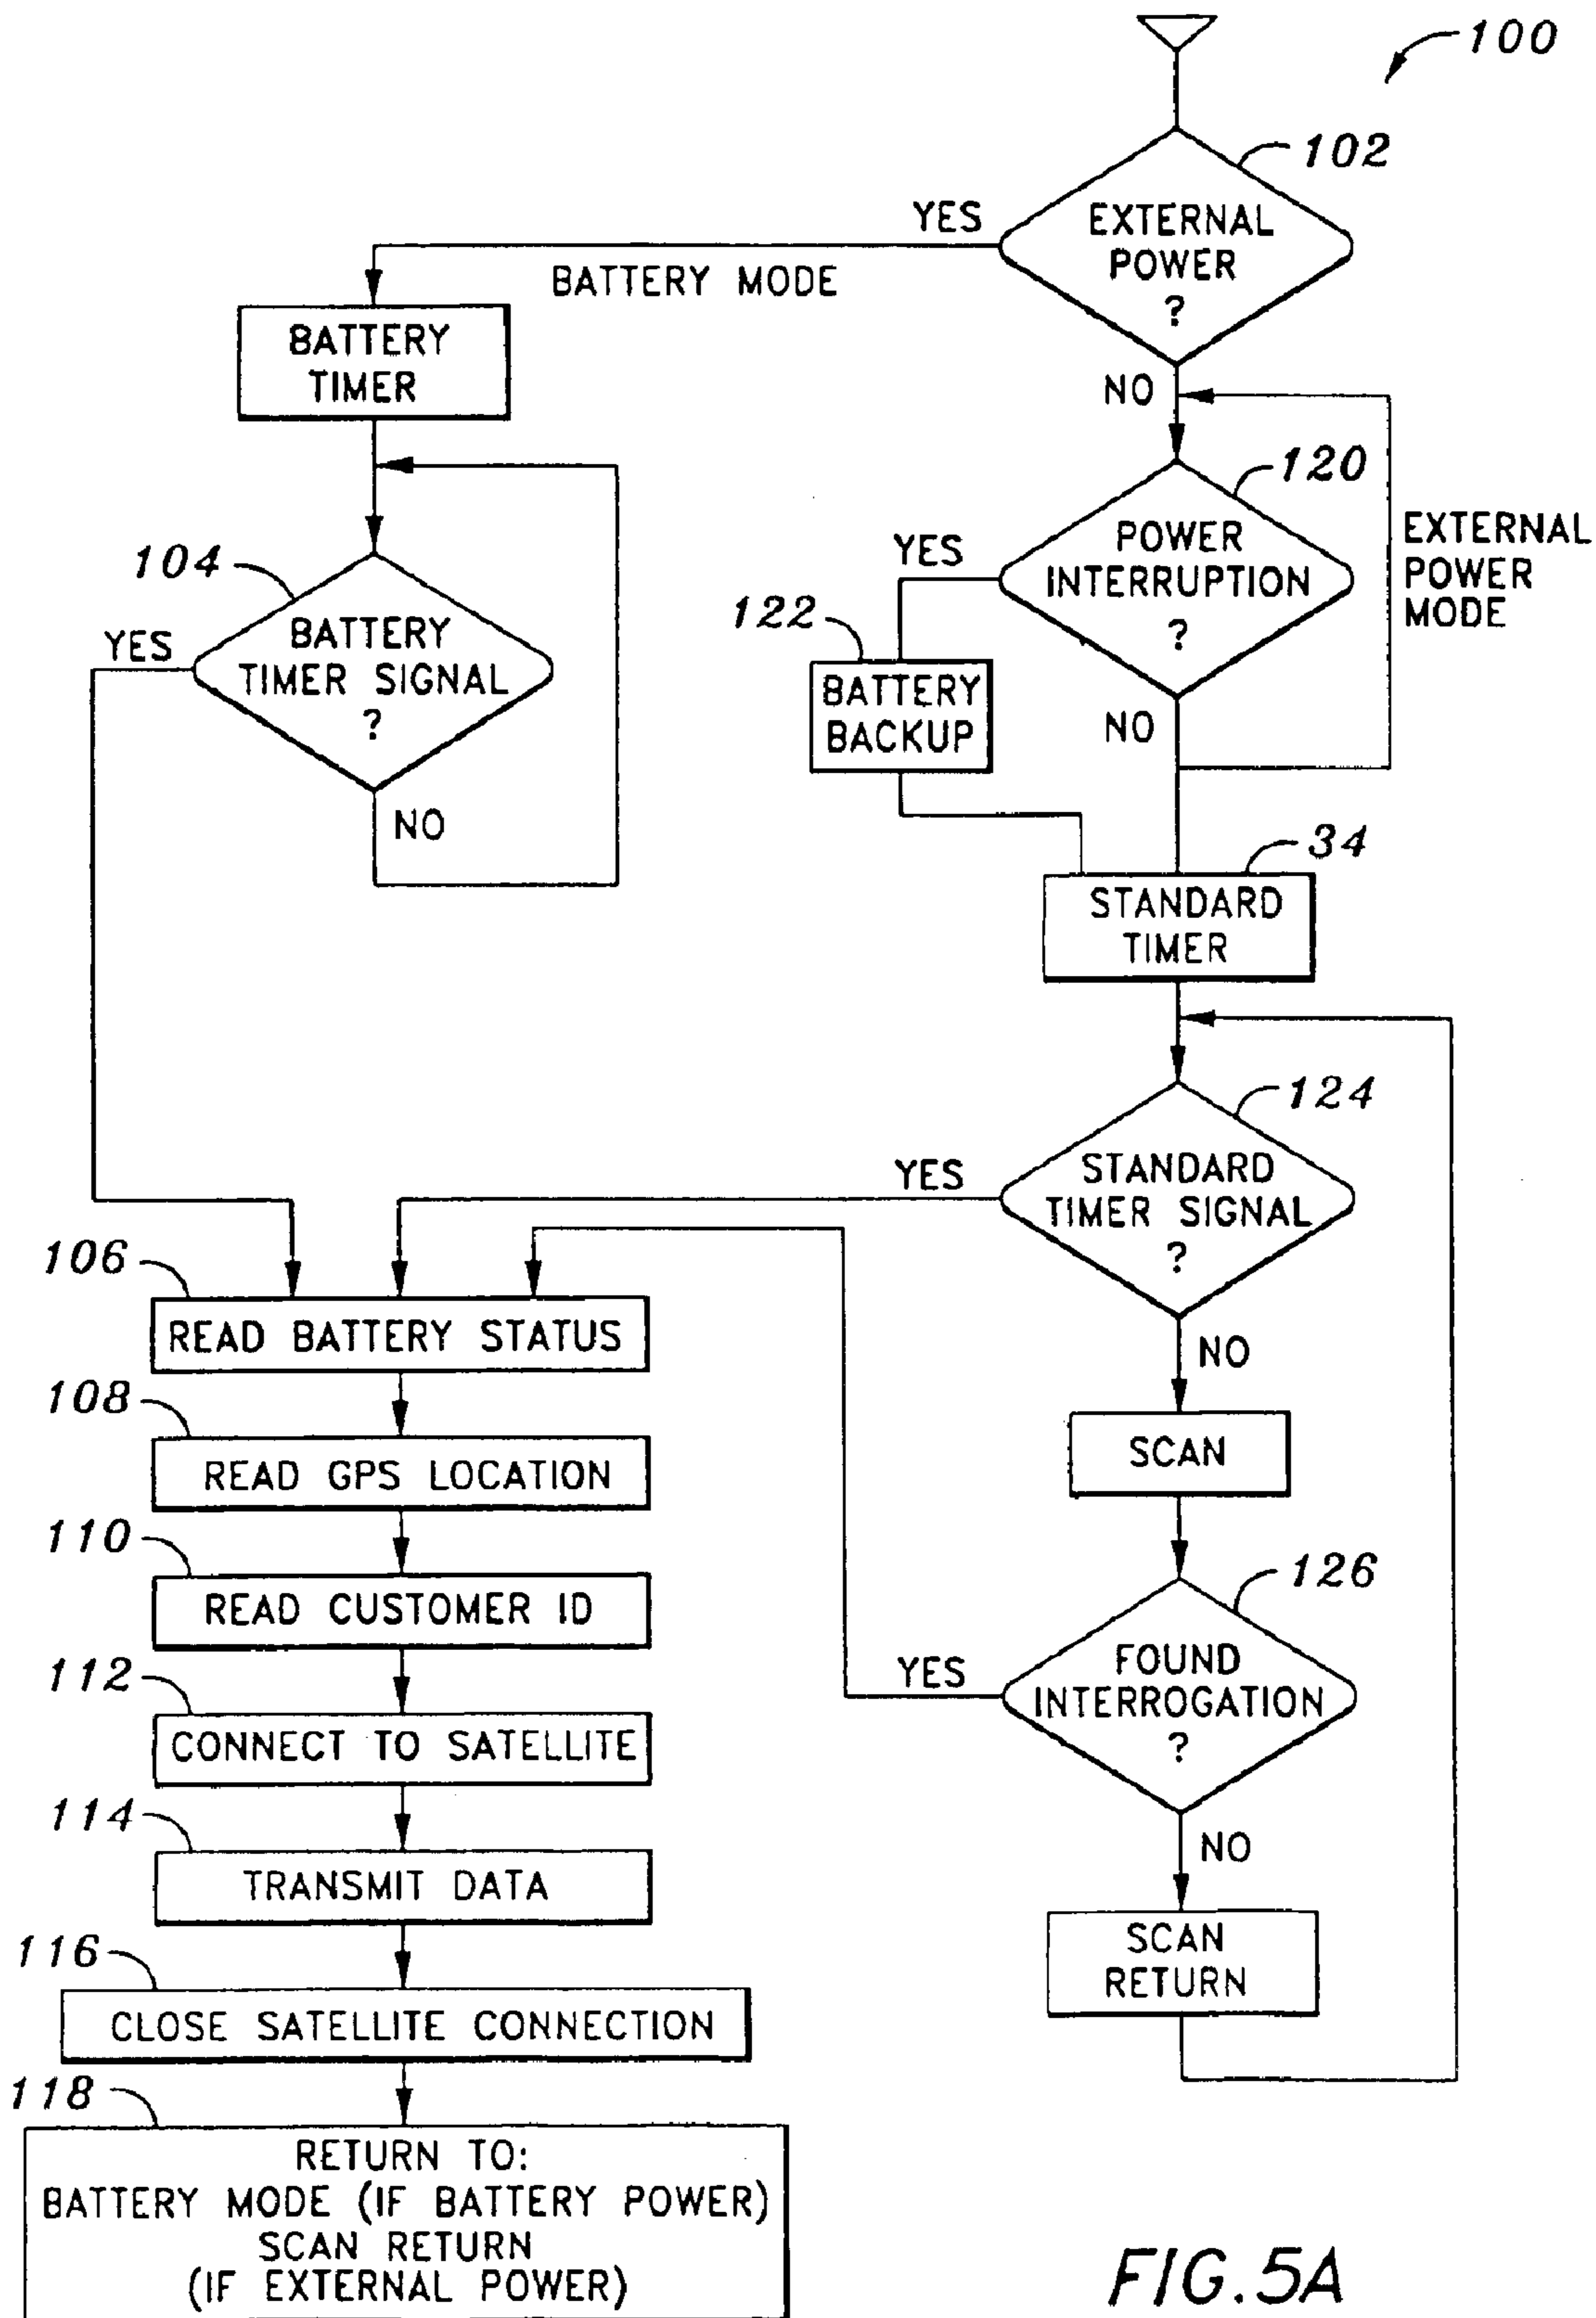 100
102
EXTERNAL
POWER
?
YES
BATTERY MODE
BATTERY
TIMER
NO
120
POWER
INTERRUPTION
?
YES
EXTERNAL
POWER
MODE
122
BATTERY
BACKUP
NO
104
BATTERY
TIMER SIGNAL
?
YES
NO
34
STANDARD
TIMER
124
STANDARD
TIMER SIGNAL
?
YES
NO
SCAN
126
FOUND
INTERROGATION
?
YES
NO
SCAN
RETURN
106
READ BATTERY STATUS
108
READ GPS LOCATION
110
READ CUSTOMER ID
112
CONNECT TO SATELLITE
114
TRANSMIT DATA
116
CLOSE SATELLITE CONNECTION
118
RETURN TO:
BATTERY MODE (IF BATTERY POWER)
SCAN RETURN
(IF EXTERNAL POWER)
FIG.5A